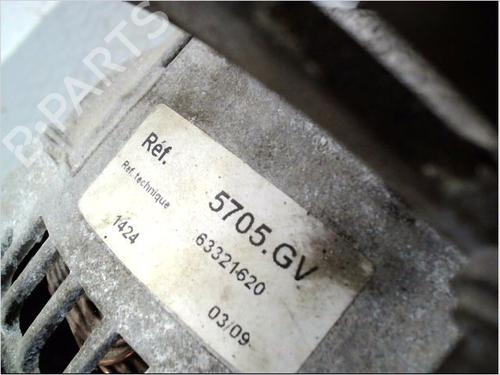 B-PARTS
Réf. 5705.GV
Réf. technique 63321620
1424 03/09